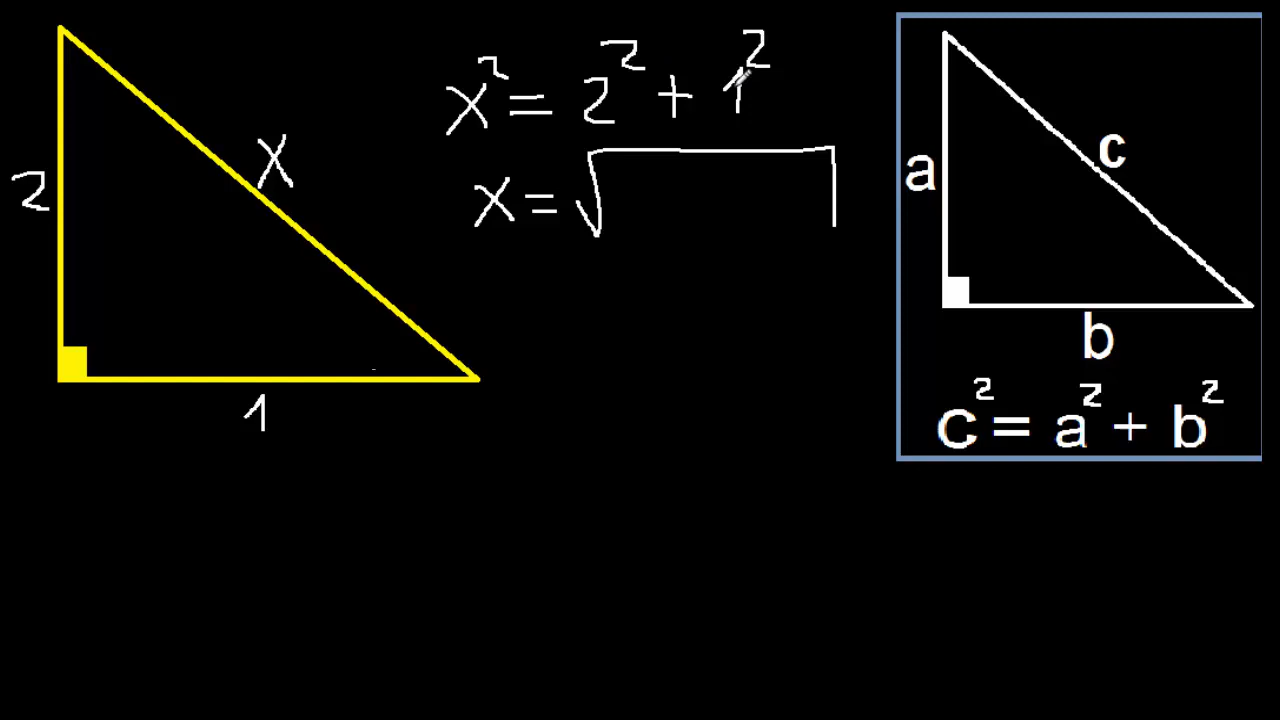 2
x
1
x² = 2² + 1²
x = √
a
c
b
c² = a² + b²